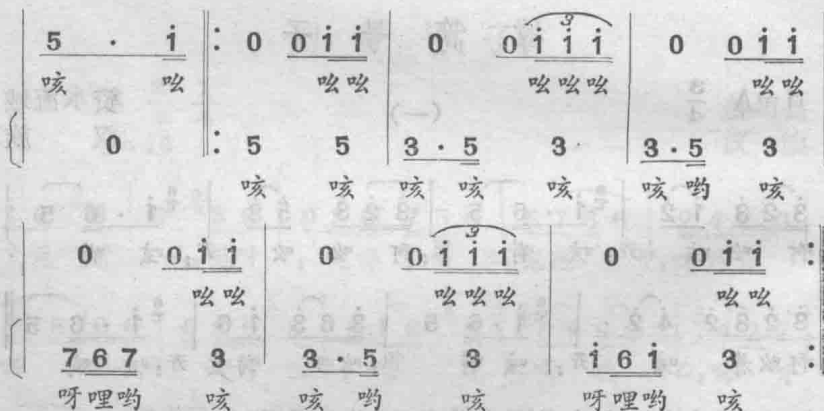 5 · i̇ ‖: 0 0 i̇ i̇ | 0 0 i̇ i̇ i̇ | 0 0 i̇ i̇
咳 吆 吆吆 吆吆吆 吆吆
0 ‖: 5 5 | 3 · 5 3 | 3 · 5 3
咳 咳 咳 咳 咳 咳 哟 咳
0 0 i̇ i̇ | 0 0 i̇ i̇ i̇ | 0 0 i̇ i̇ :‖
吆吆 吆吆吆 吆吆
7 6 7 3 | 3 · 5 3 | i̇ 6 i̇ 3 :‖
呀哩哟 咳 咳 哟 咳 呀哩哟 咳